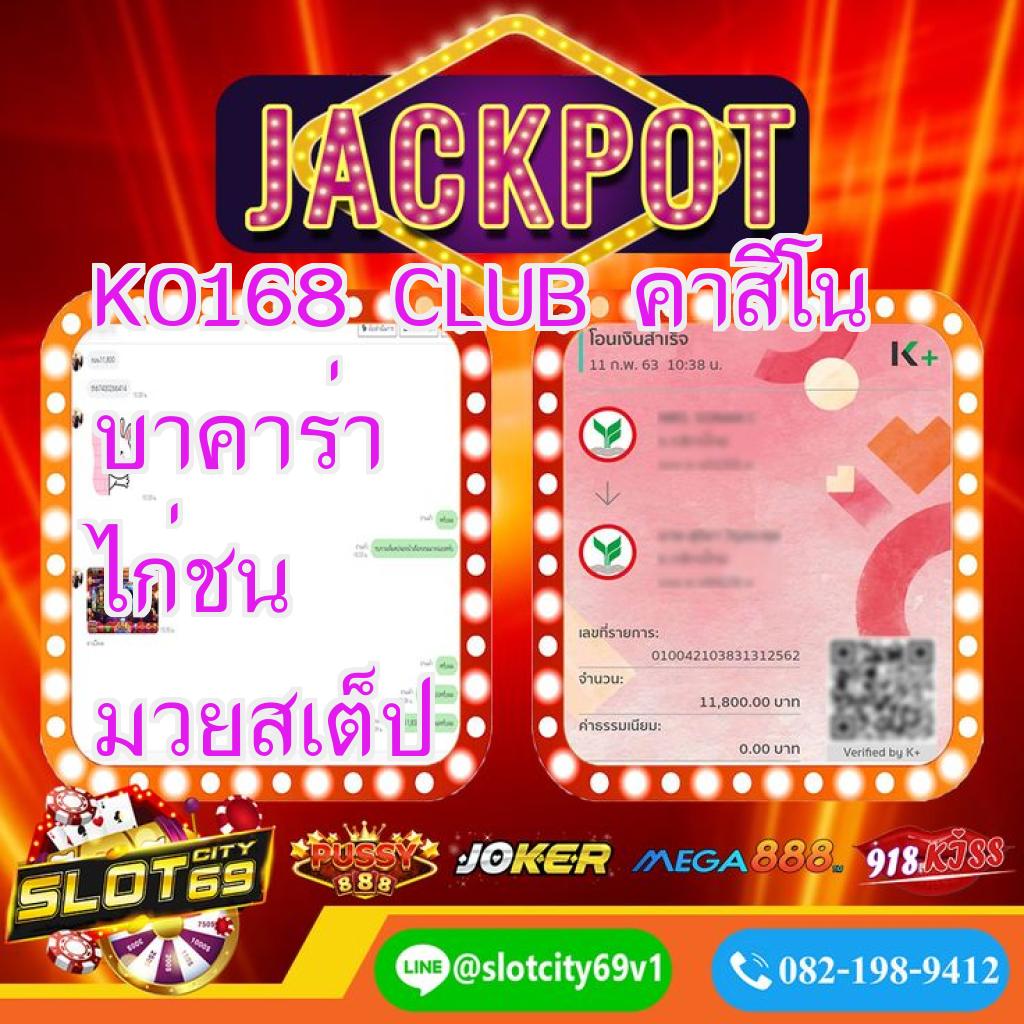 JACKPOT
KO168 CLUB คาสิโน
บาคาร่า
ไก่ชน
มวยสเต็ป
โอนเงินสำเร็จ
11 ก.พ. 63 10:38 น.
K+
เลขที่รายการ:
010042103831312562
จำนวน:
11,800.00 บาท
ค่าธรรมเนียม:
0.00 บาท
Verified by K+
SLOT CITY 69
PUSSY 888
JOKER
MEGA888
918KISS
LINE @slotcity69v1
082-198-9412